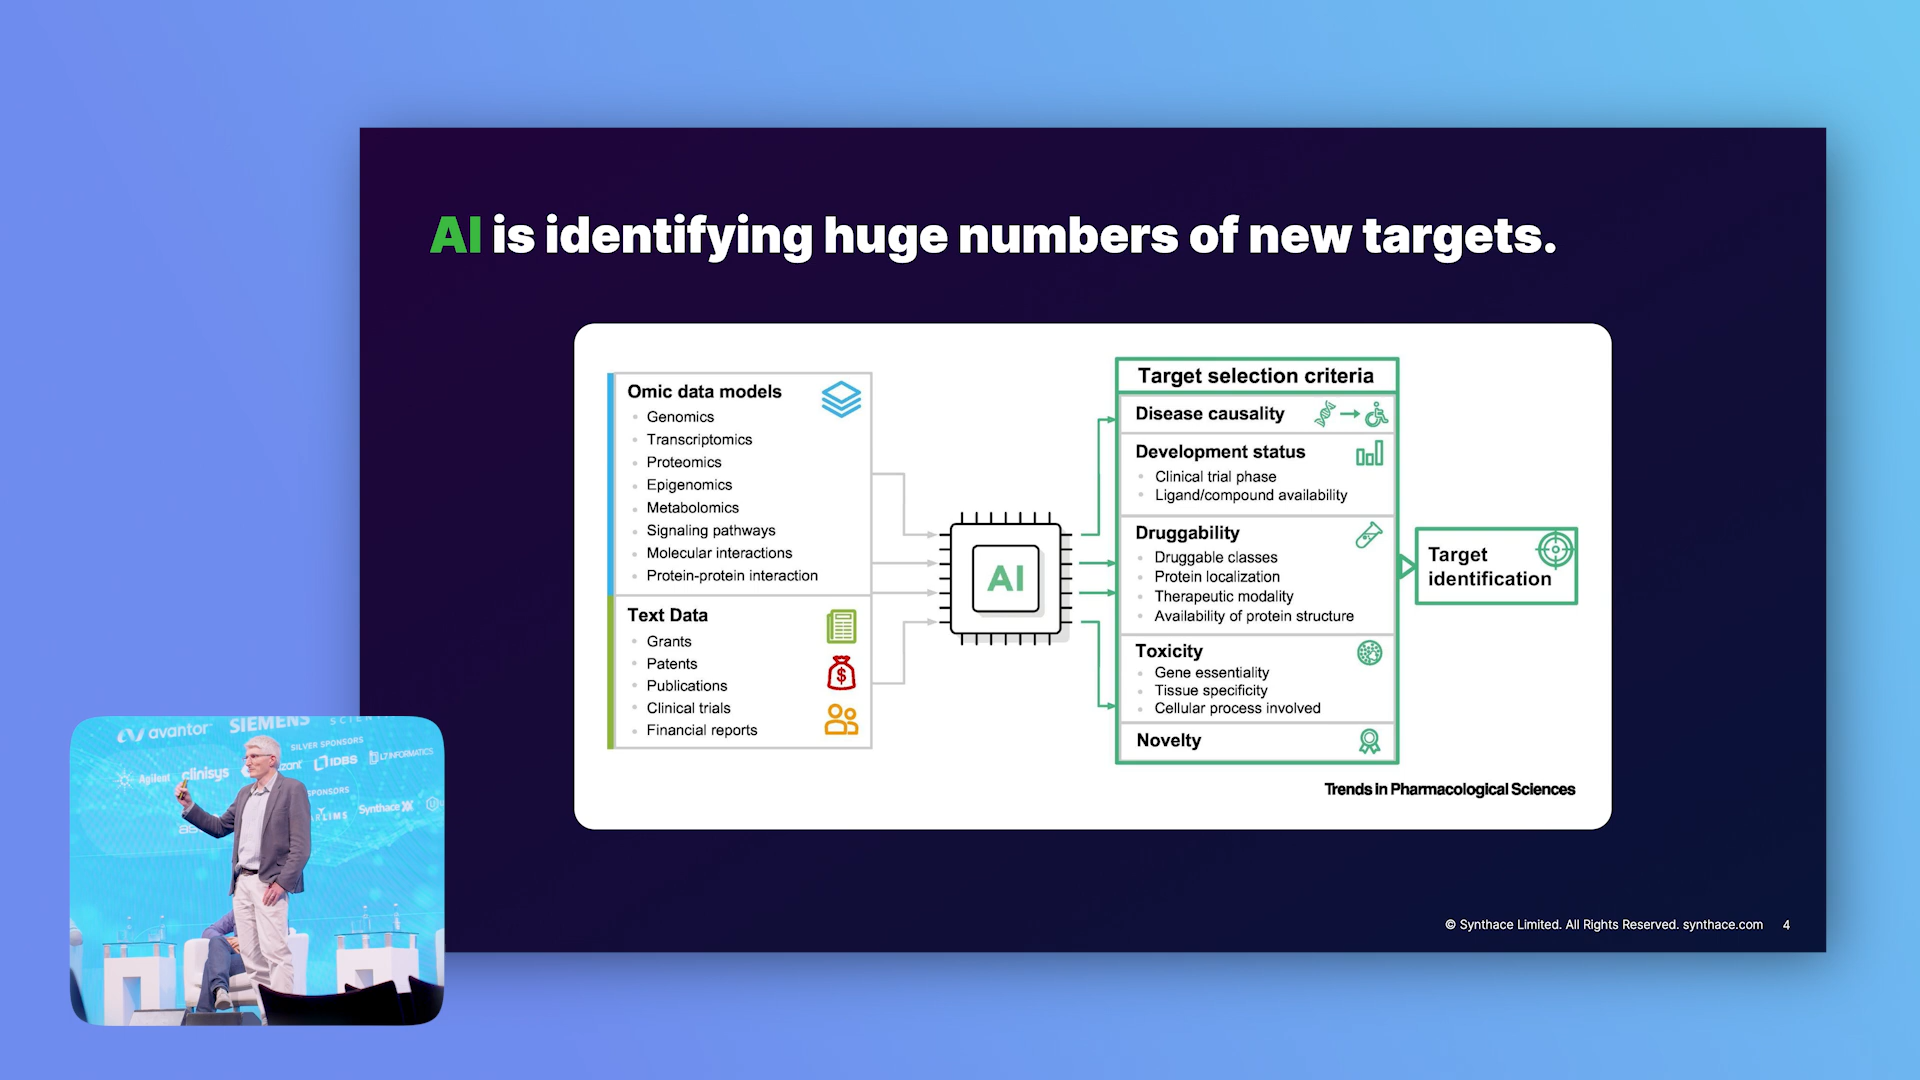 AI is identifying huge numbers of new targets.
Omic data models
Genomics
Transcriptomics
Proteomics
Epigenomics
Metabolomics
Signaling pathways
Molecular interactions
Protein-protein interaction
Text Data
Grants
Patents
Publications
Clinical trials
Financial reports
AI
Target selection criteria
Disease causality
Development status
Clinical trial phase
Ligand/compound availability
Druggability
Druggable classes
Protein localization
Therapeutic modality
Availability of protein structure
Toxicity
Gene essentiality
Tissue specificity
Cellular process involved
Novelty
Target
identification
Trends in Pharmacological Sciences
© Synthace Limited. All Rights Reserved. synthace.com 4
avantor SIEMENS
SILVER SPONSORS
Agilent clinisys IDBS
SPONSORS
Synthace